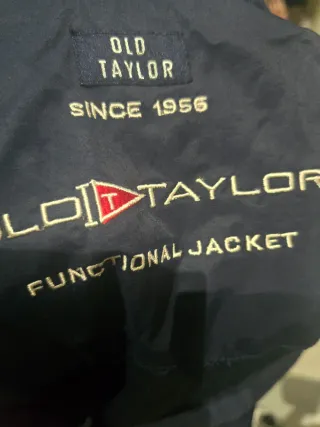 OLD
TAYLOR
SINCE 1956
OLD T TAYLOR
FUNCTIONAL JACKET